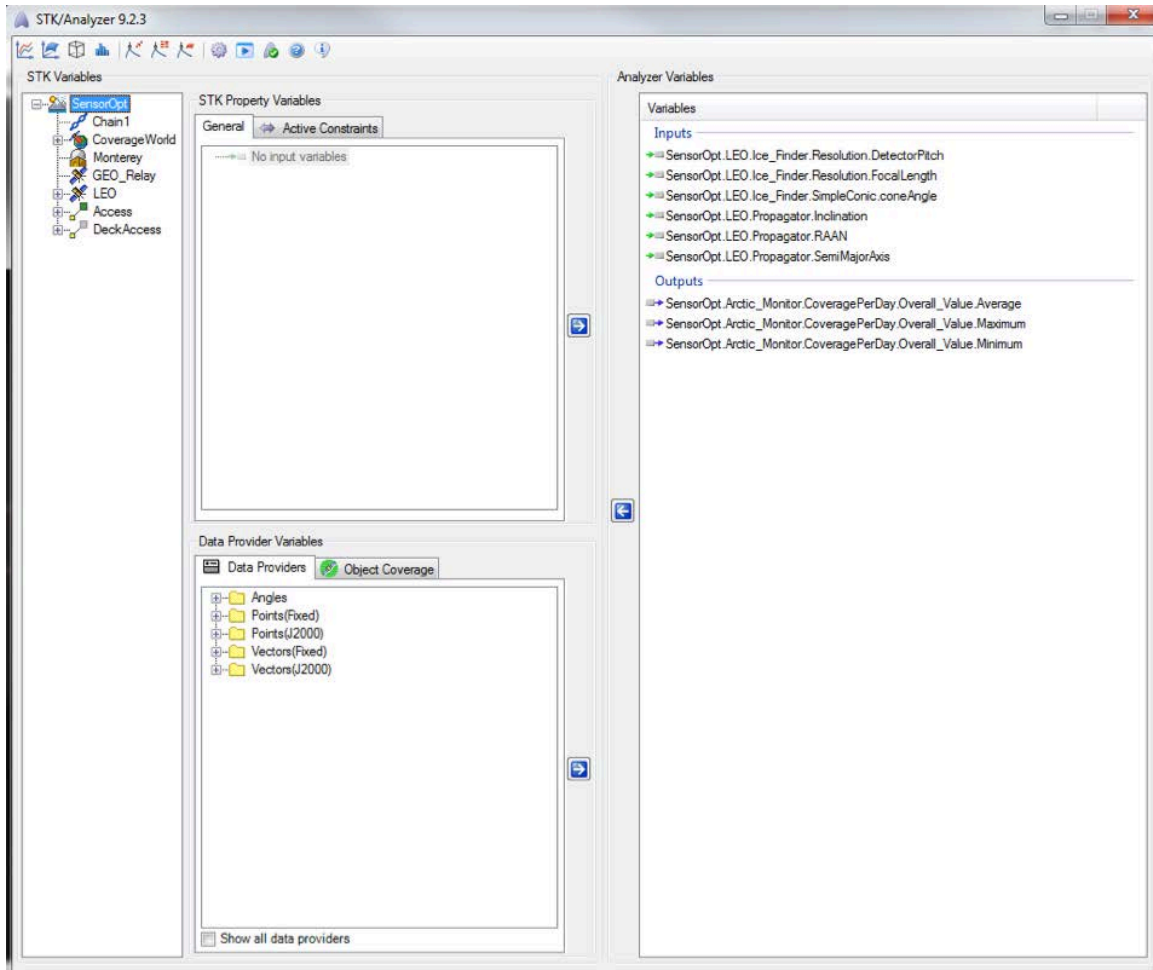 STK/Analyzer 9.2.3
STK Variables
SensorOpt
Chain1
CoverageWorld
Monterey
GEO_Relay
LEO
Access
DeckAccess
STK Property Variables
General
Active Constraints
No input variables
Data Provider Variables
Data Providers
Object Coverage
Angles
Points(Fixed)
Points(J2000)
Vectors(Fixed)
Vectors(J2000)
Show all data providers
Analyzer Variables
Variables
Inputs
SensorOpt.LEO.Ice_Finder.Resolution.DetectorPitch
SensorOpt.LEO.Ice_Finder.Resolution.FocalLength
SensorOpt.LEO.Ice_Finder.SimpleConic.coneAngle
SensorOpt.LEO.Propagator.Inclination
SensorOpt.LEO.Propagator.RAAN
SensorOpt.LEO.Propagator.SemiMajorAxis
Outputs
SensorOpt.Arctic_Monitor.CoveragePerDay.Overall_Value.Average
SensorOpt.Arctic_Monitor.CoveragePerDay.Overall_Value.Maximum
SensorOpt.Arctic_Monitor.CoveragePerDay.Overall_Value.Minimum